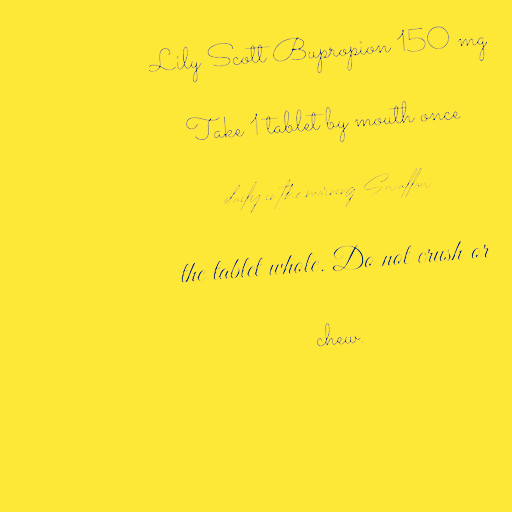 Lily Scott Bupropion 150 mg
Take 1 tablet by mouth once
daily in the morning Swallow
the tablet whole. Do not crush or
chew.